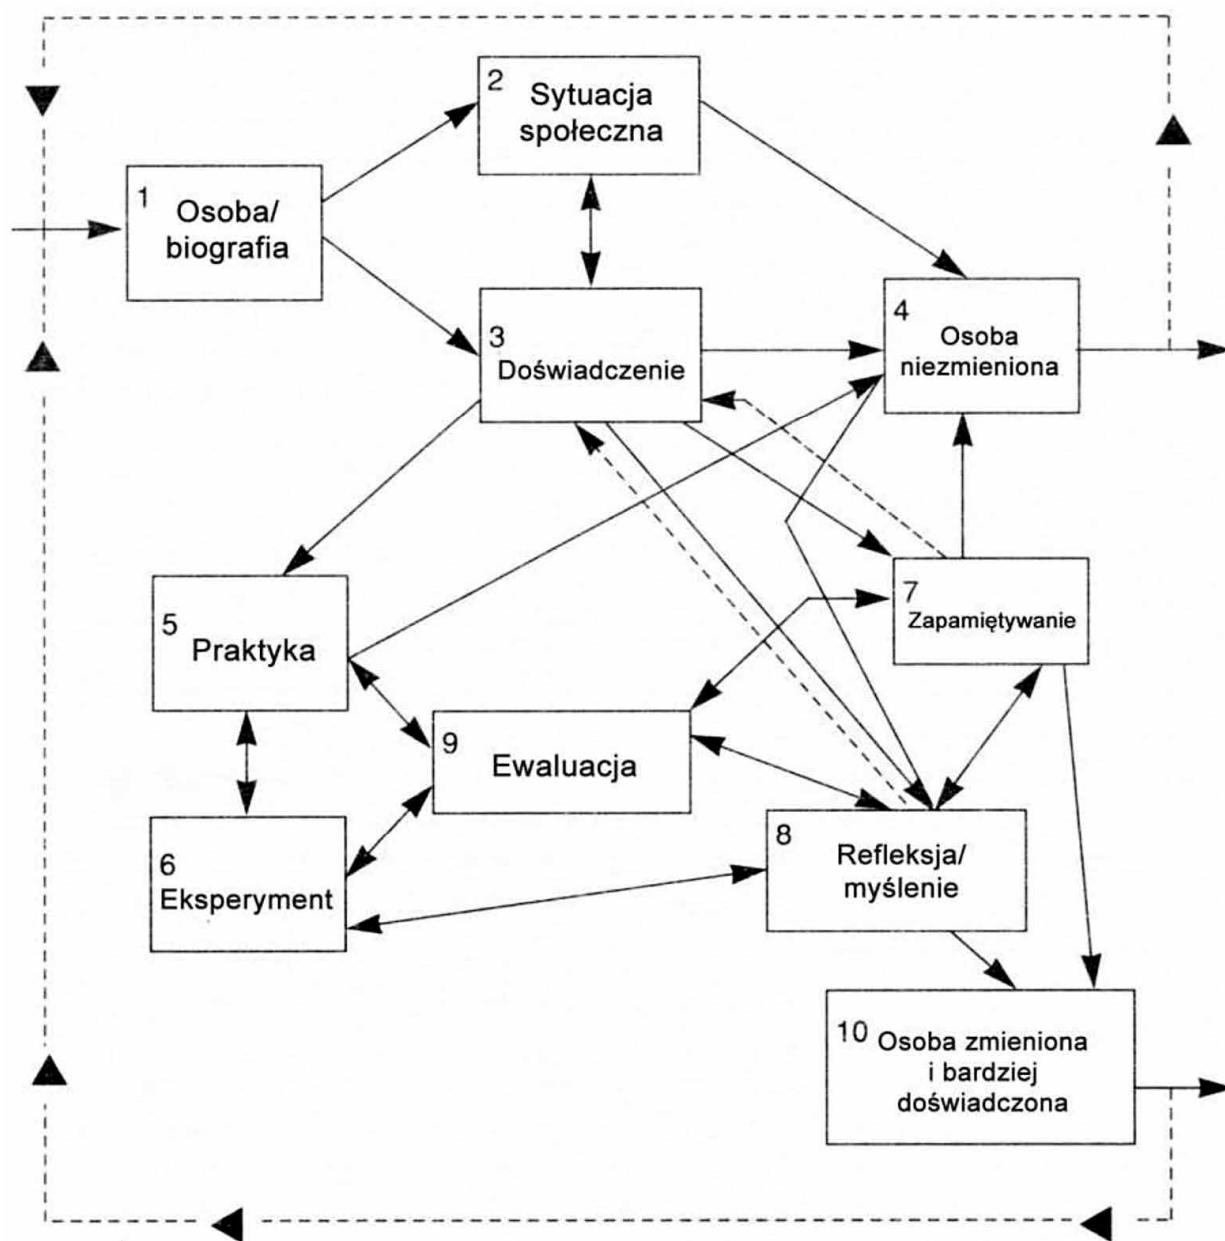 2
Sytuacja
społeczna
1
Osoba/
biografia
3
Doświadczenie
4
Osoba
niezmieniona
5
Praktyka
7
Zapamiętywanie
9
Ewaluacja
6
Eksperyment
8
Refleksja/
myślenie
10
Osoba zmieniona
i bardziej
doświadczona